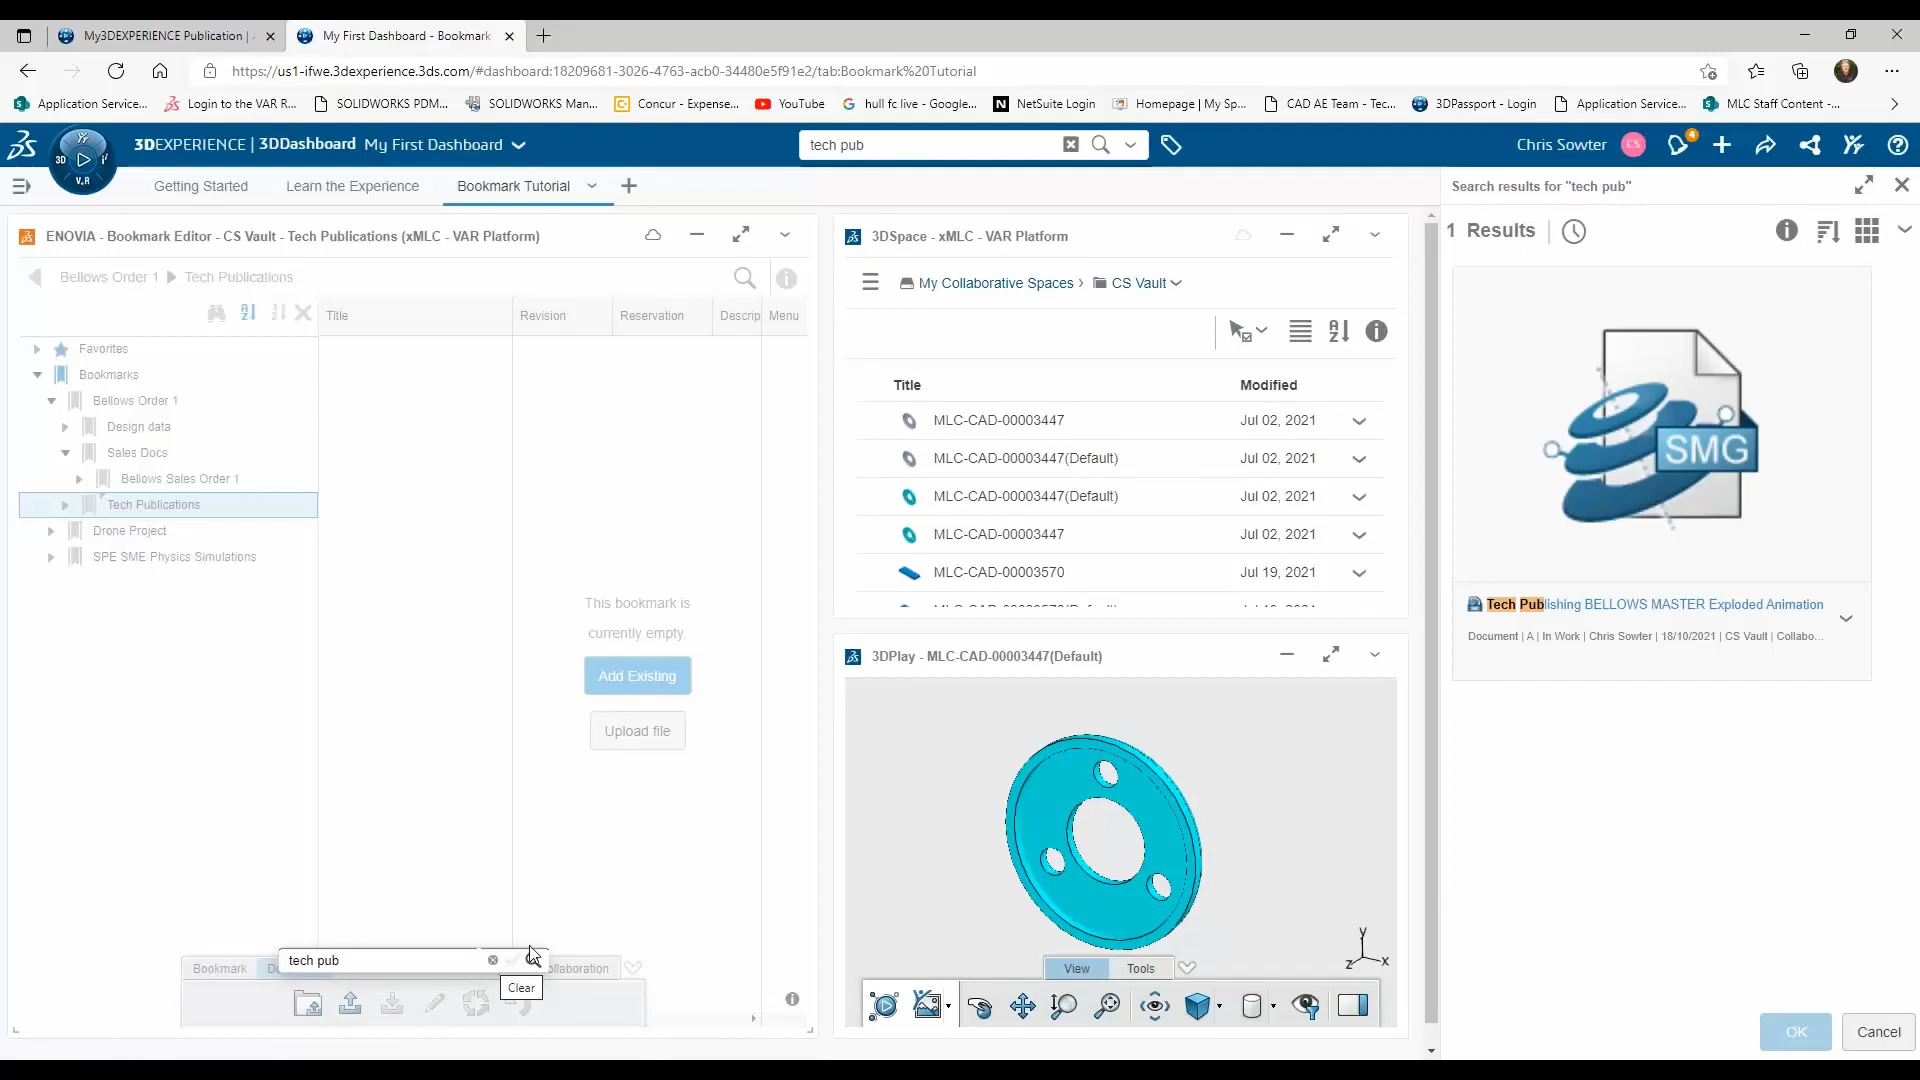 My3DEXPERIENCE Publication |
My First Dashboard - Bookmark
https://us1-ifwe.3dexperience.3ds.com/#dashboard:18209681-3026-4763-acb0-34480e5f91e2/tab:Bookmark%20Tutorial
Application Service...
Login to the VAR R...
SOLIDWORKS PDM...
SOLIDWORKS Man...
Concur - Expense...
YouTube
hull fc live - Google...
NetSuite Login
Homepage | My Sp...
CAD AE Team - Tec...
3DPassport - Login
Application Service...
MLC Staff Content -...
3D
V.R
3DEXPERIENCE | 3DDashboard My First Dashboard
tech pub
Chris Sowter
CS
4
Getting Started
Learn the Experience
Bookmark Tutorial
Search results for "tech pub"
ENOVIA - Bookmark Editor - CS Vault - Tech Publications (xMLC - VAR Platform)
Bellows Order 1
Tech Publications
Title
Revision
Reservation
Descrip
Menu
Favorites
Bookmarks
Bellows Order 1
Design data
Sales Docs
Bellows Sales Order 1
Tech Publications
Drone Project
SPE SME Physics Simulations
This bookmark is
currently empty.
Add Existing
Upload file
tech pub
Bookmark
ollaboration
Clear
3DSpace - xMLC - VAR Platform
My Collaborative Spaces
CS Vault
Title
Modified
MLC-CAD-00003447 Jul 02, 2021
MLC-CAD-00003447(Default) Jul 02, 2021
MLC-CAD-00003447(Default) Jul 02, 2021
MLC-CAD-00003447 Jul 02, 2021
MLC-CAD-00003570 Jul 19, 2021
3DPlay - MLC-CAD-00003447(Default)
y
x
z
View
Tools
1 Results
SMG
Tech Publishing BELLOWS MASTER Exploded Animation
Document | A | In Work | Chris Sowter | 18/10/2021 | CS Vault | Collabo...
OK
Cancel